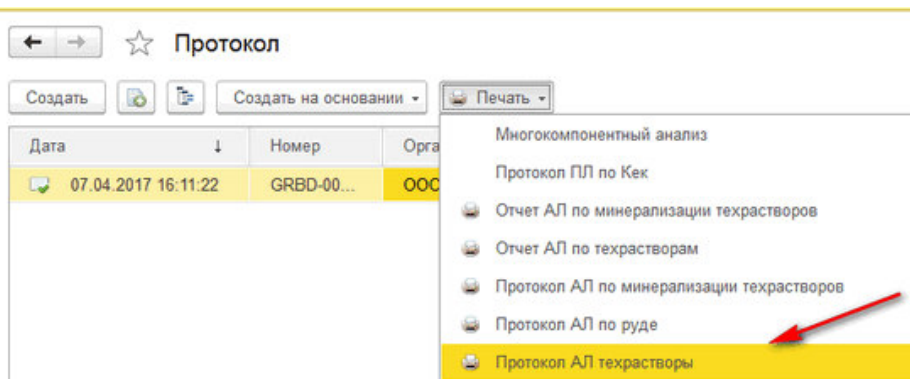 Протокол
Создать
Создать на основании
Печать
Дата
Номер
Орга
07.04.2017 16:11:22
GRBD-00...
ООО
Многокомпонентный анализ
Протокол ПЛ по Кек
Отчет АЛ по минерализации техрастворов
Отчет АЛ по техрастворам
Протокол АЛ по минерализации техрастворов
Протокол АЛ по руде
Протокол АЛ техрастворы